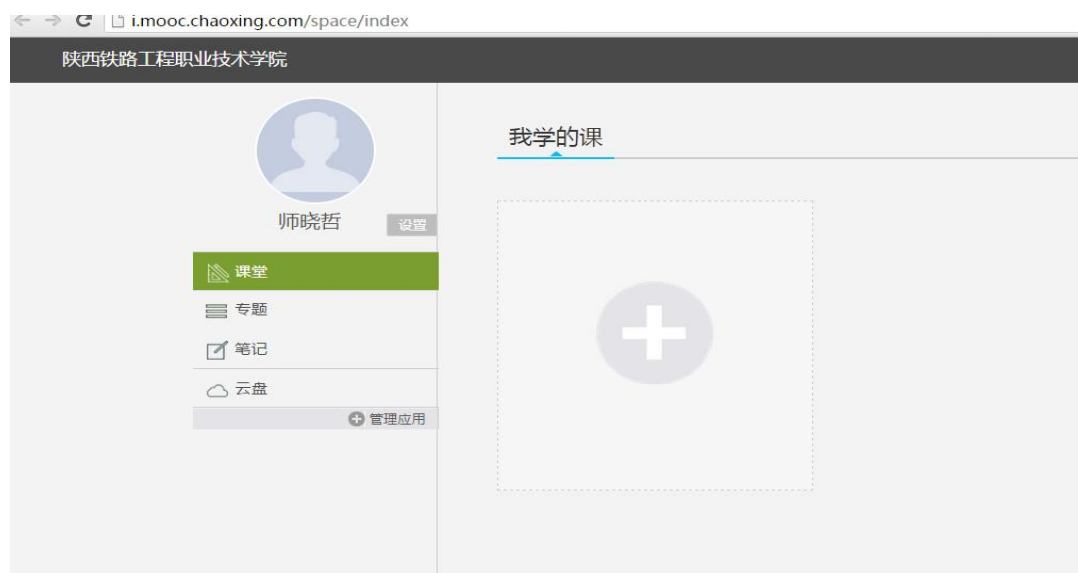 i.mooc.chaoxing.com/space/index
陕西铁路工程职业技术学院
师晓哲
设置
课堂
专题
笔记
云盘
管理应用
我学的课